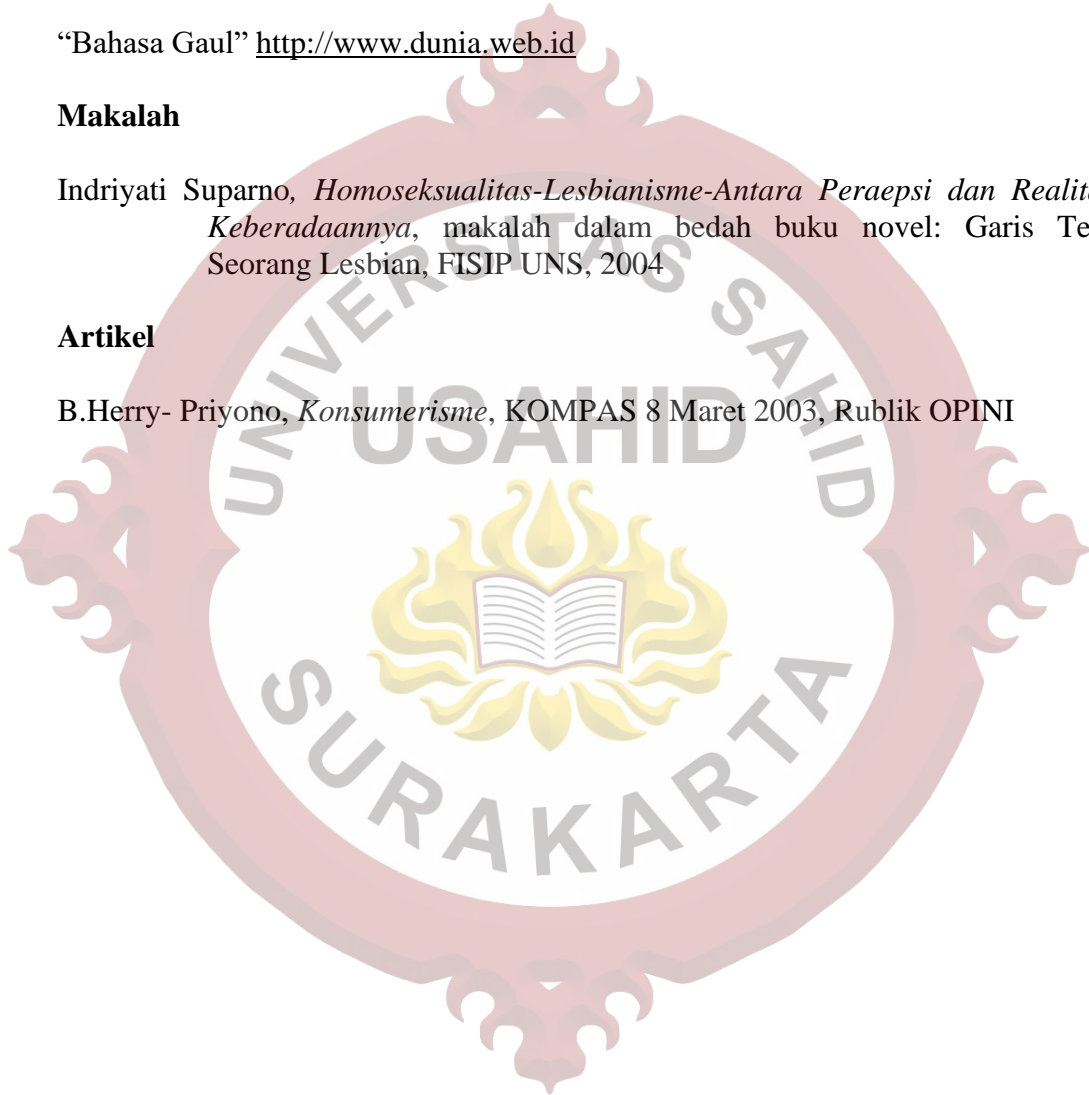 “Bahasa Gaul” http://www.dunia.web.id
Makalah
Indriyati Suparno, Homoseksualitas-Lesbianisme-Antara Peraepsi dan Realit
Keberadaannya, makalah dalam bedah buku novel: Garis Te
Seorang Lesbian, FISIP UNS, 2004
Artikel
B.Herry- Priyono, Konsumerisme, KOMPAS 8 Maret 2003, Rublik OPINI
UNIVERSITAS SAHID
USAHID
SURAKARTA